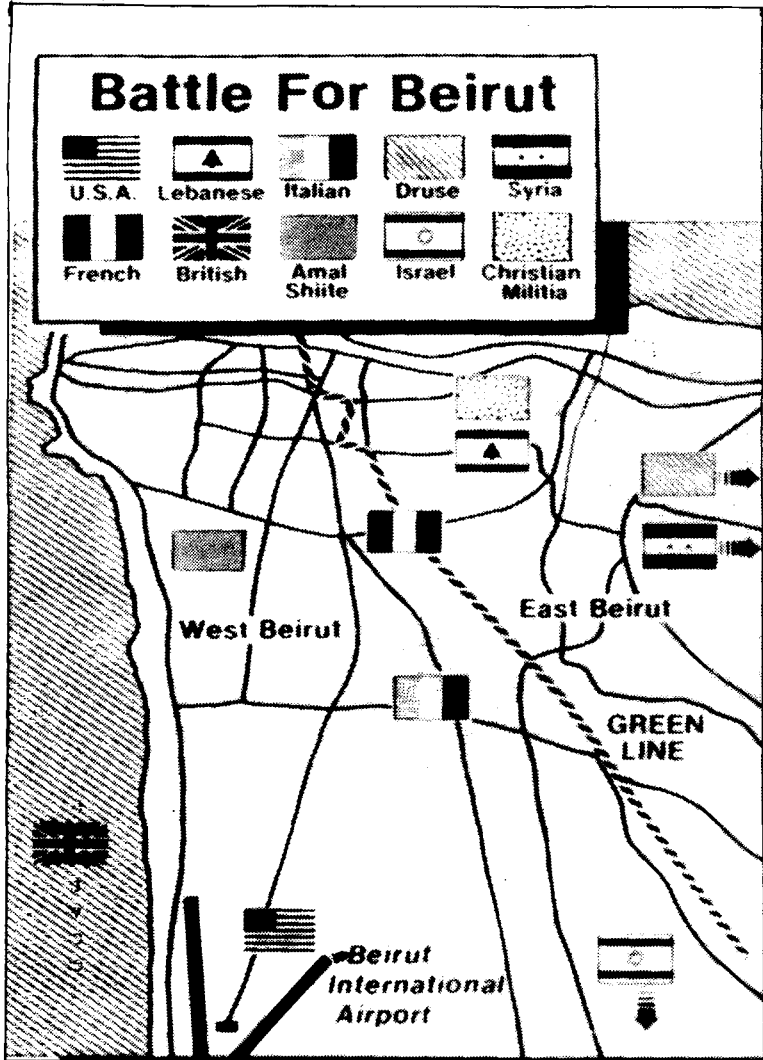 Battle For Beirut
U.S.A. Lebanese Italian Druse Syria
French British Amal Shiite Israel Christian Militia
West Beirut
East Beirut
GREEN
LINE
Beirut
International
Airport